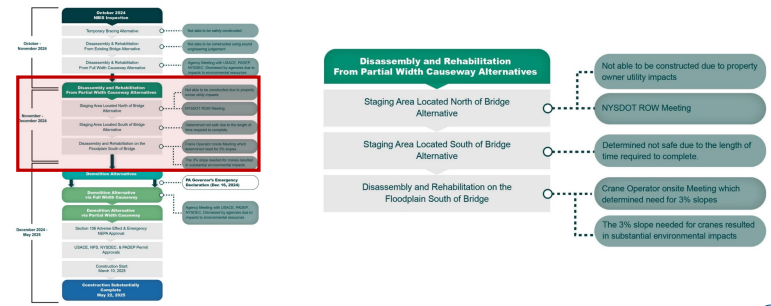 October 2024
NBIS Inspection
Temporary Bracing Alternative
Not able to be safely constructed
October -
November 2024
Disassembly & Rehabilitation
From Existing Bridge Alternative
Not able to be constructed using sound
engineering judgement
Disassembly & Rehabilitation
From Full Width Causeway Alternative
Agency Meeting with USACE, PADEP,
NYSDEC. Dismissed by agencies due to
impacts to environmental resources
Disassembly and Rehabilitation
From Partial Width Causeway Alternatives
Not able to be constructed due to property
owner utility impacts
Staging Area Located North of Bridge
Alternative
NYSDOT ROW Meeting
November -
December 2024
Staging Area Located South of Bridge
Alternative
Determined not safe due to the length of
time required to complete.
Disassembly and Rehabilitation on the
Floodplain South of Bridge
Crane Operator onsite Meeting which
determined need for 3% slopes
The 3% slope needed for cranes resulted
in substantial environmental impacts
Demolition Alternatives
PA Governor's Emergency
Declaration (Dec 16, 2024)
Demolition Alternative
via Full Width Causeway
Agency Meeting with USACE, PADEP,
NYSDEC. Dismissed by agencies due to
impacts to environmental resources
Demolition Alternative
via Partial Width Causeway
December 2024 -
May 2025
Section 106 Adverse Effect & Emergency
NEPA Approval
USACE, NPS, NYSDEC, & PADEP Permit
Approvals
Construction Start
March 10, 2025
Construction Substantially
Complete
May 22, 2025
Disassembly and Rehabilitation
From Partial Width Causeway Alternatives
Not able to be constructed due to property
owner utility impacts
Staging Area Located North of Bridge
Alternative
NYSDOT ROW Meeting
Staging Area Located South of Bridge
Alternative
Determined not safe due to the length of
time required to complete.
Disassembly and Rehabilitation on the
Floodplain South of Bridge
Crane Operator onsite Meeting which
determined need for 3% slopes
The 3% slope needed for cranes resulted
in substantial environmental impacts